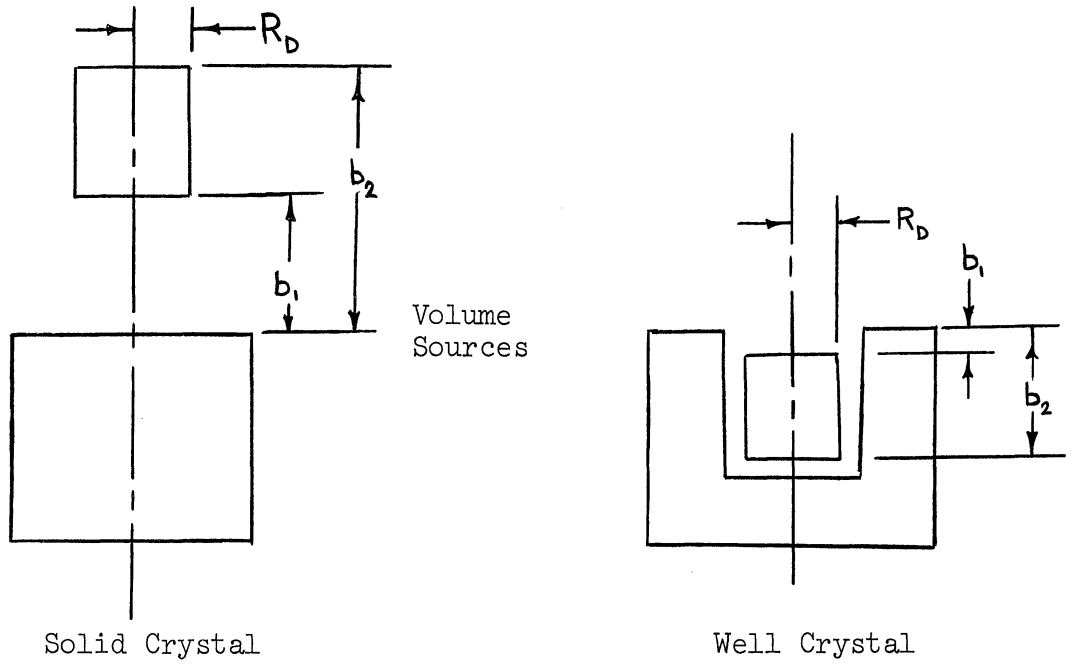 R_D
b_2
b_1
Volume
Sources
R_D
b_1
b_2
Solid Crystal
Well Crystal